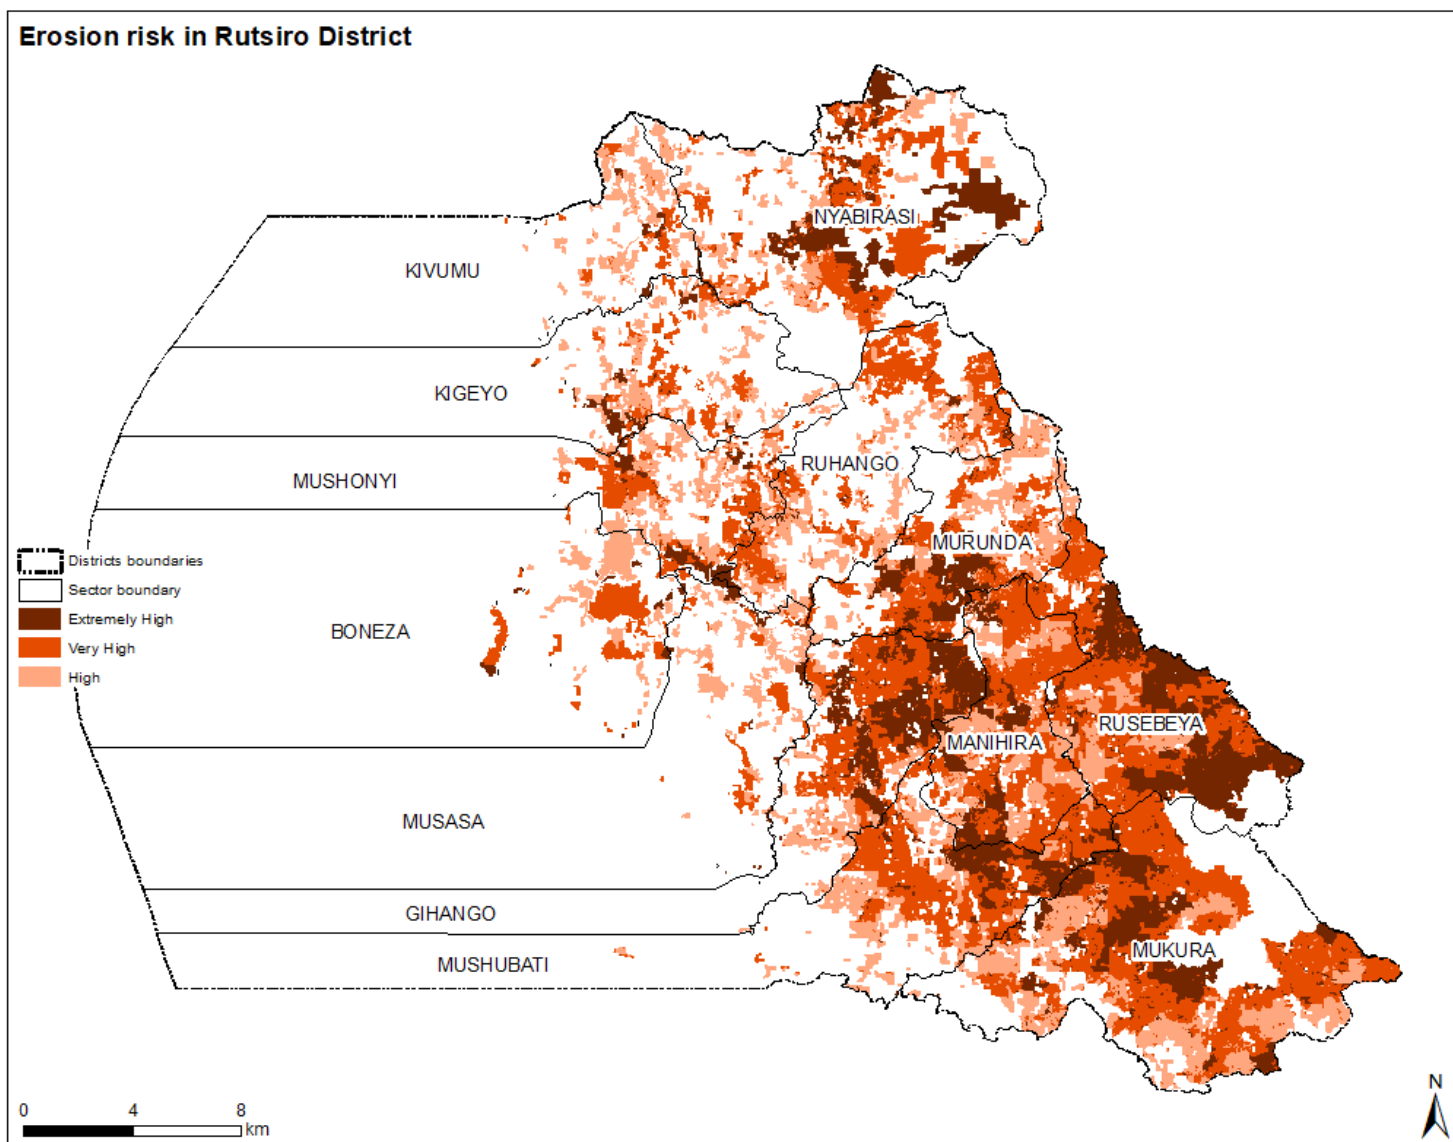 Erosion risk in Rutsiro District
NYABIRASI
KIVUMU
KIGEYO
RUHANGO
MUSHONYI
MURUNDA
BONEZA
RUSEBEYA
MANIHIRA
MUSASA
GIHANGO
MUKURA
MUSHUBATI
Districts boundaries
Sector boundary
Extremely High
Very High
High
0 4 8
km
N